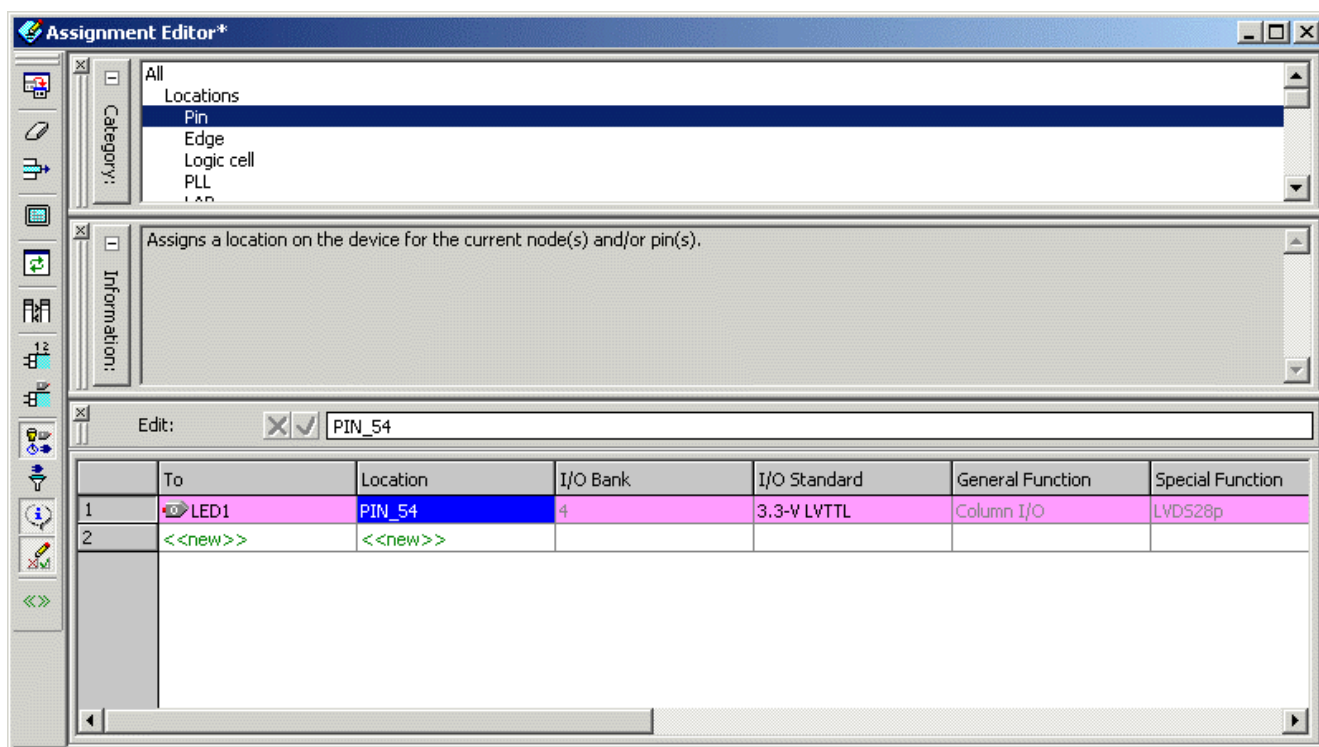 Assignment Editor*
Category:
All
Locations
Pin
Edge
Logic cell
PLL
LAB
Information:
Assigns a location on the device for the current node(s) and/or pin(s).
Edit: PIN_54
To Location I/O Bank I/O Standard General Function Special Function
1 LED1 PIN_54 4 3.3-V LVTTL Column I/O LVDS28p
2 <<new>> <<new>>